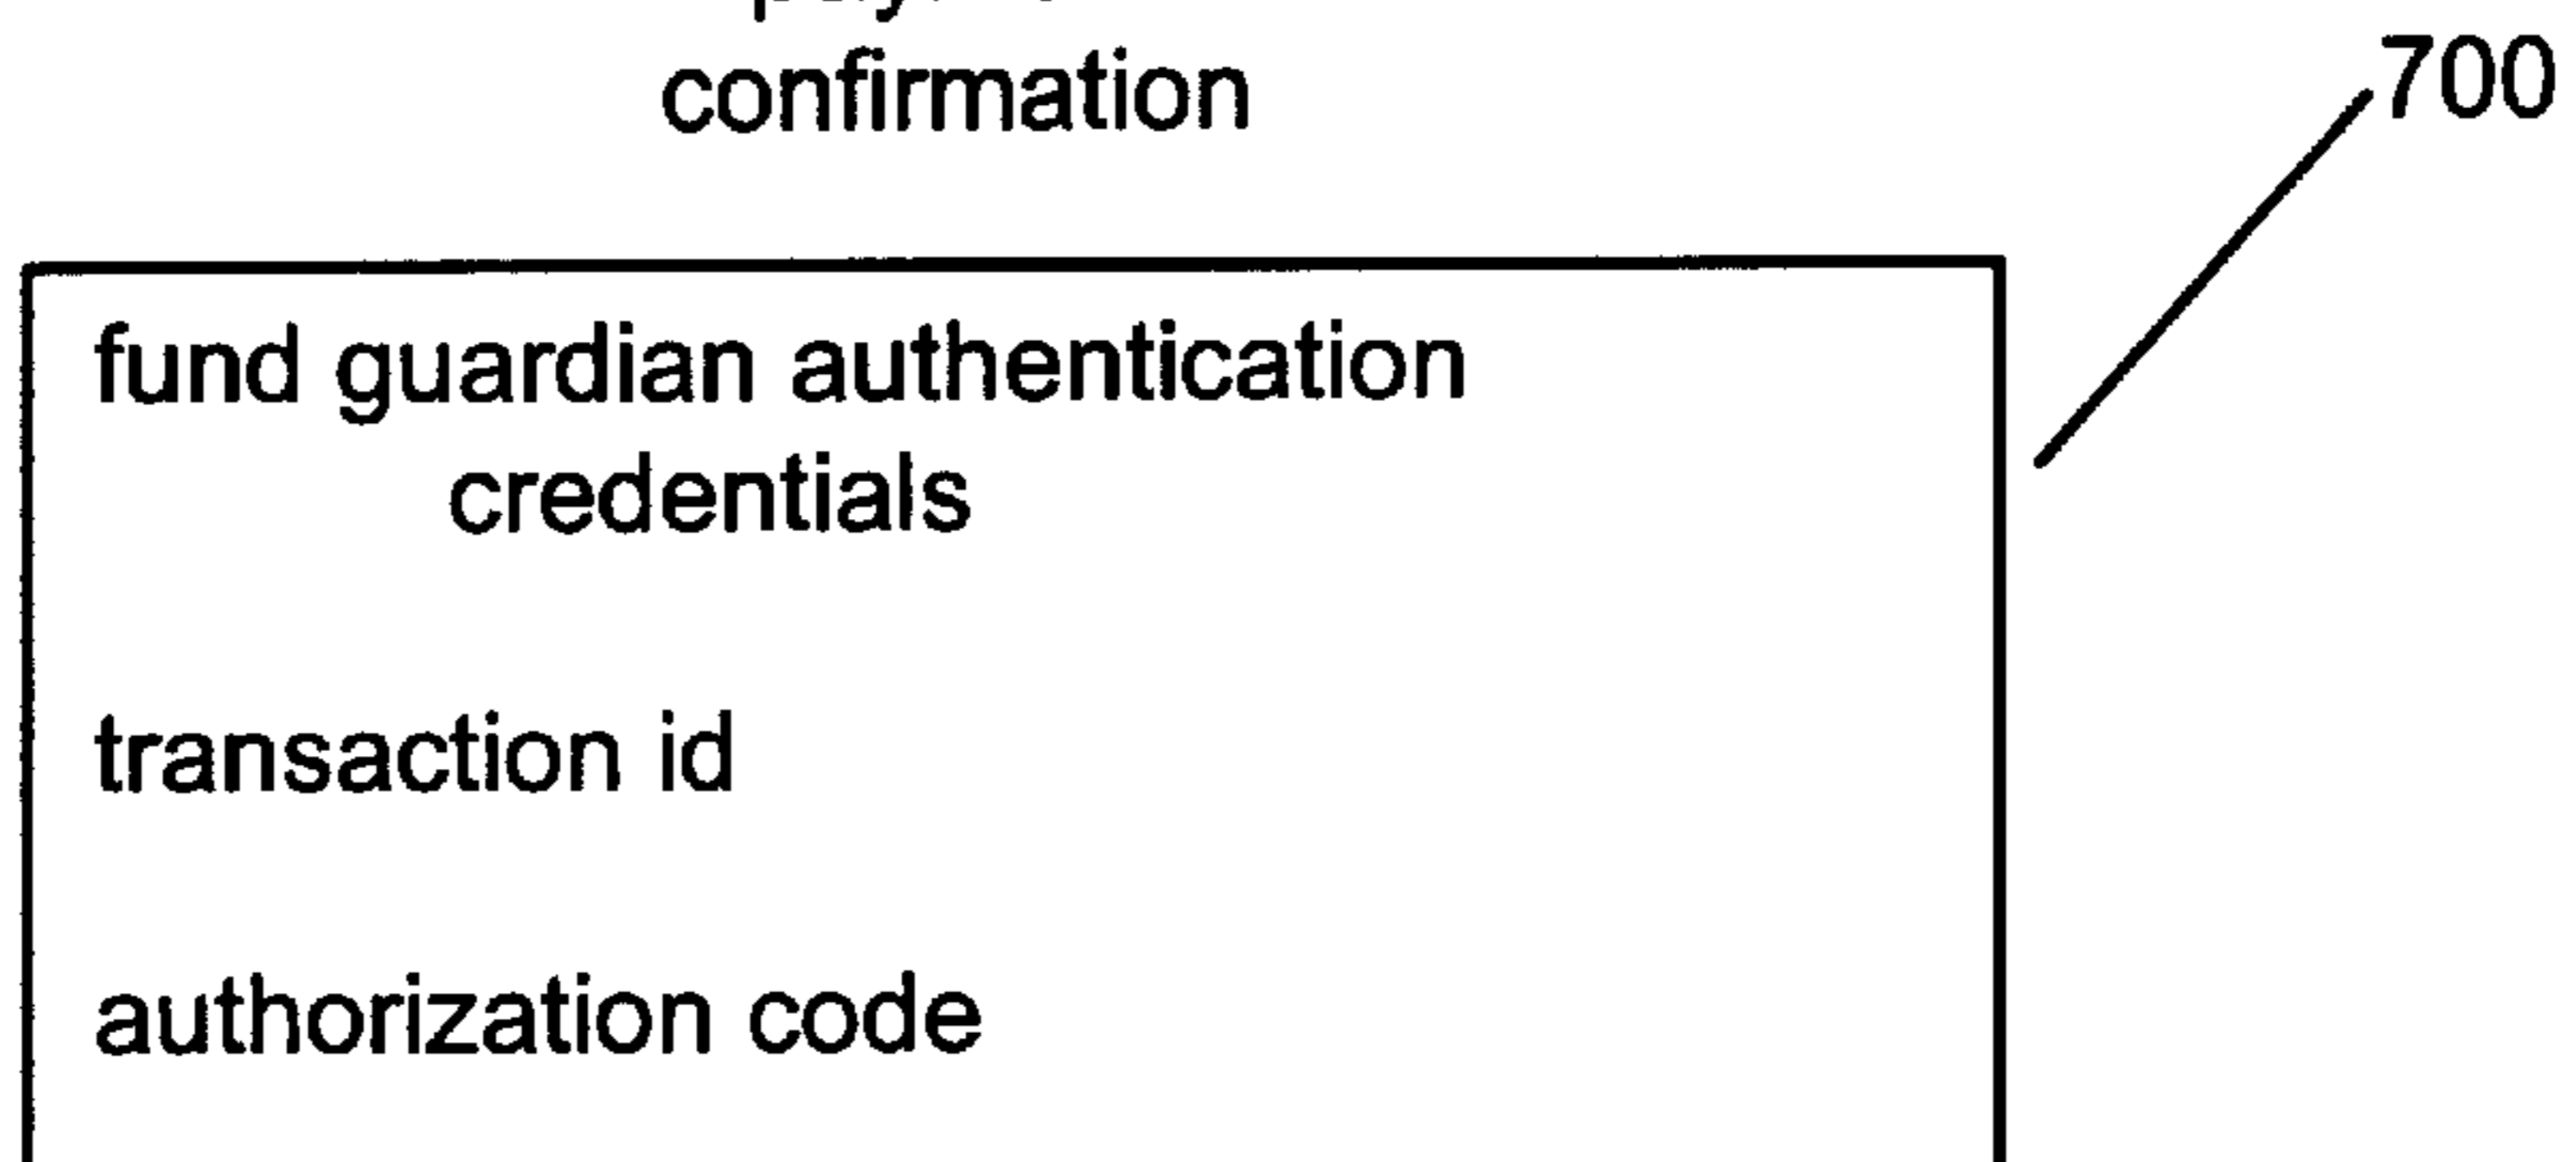 confirmation
700
fund guardian authentication
credentials
transaction id
authorization code